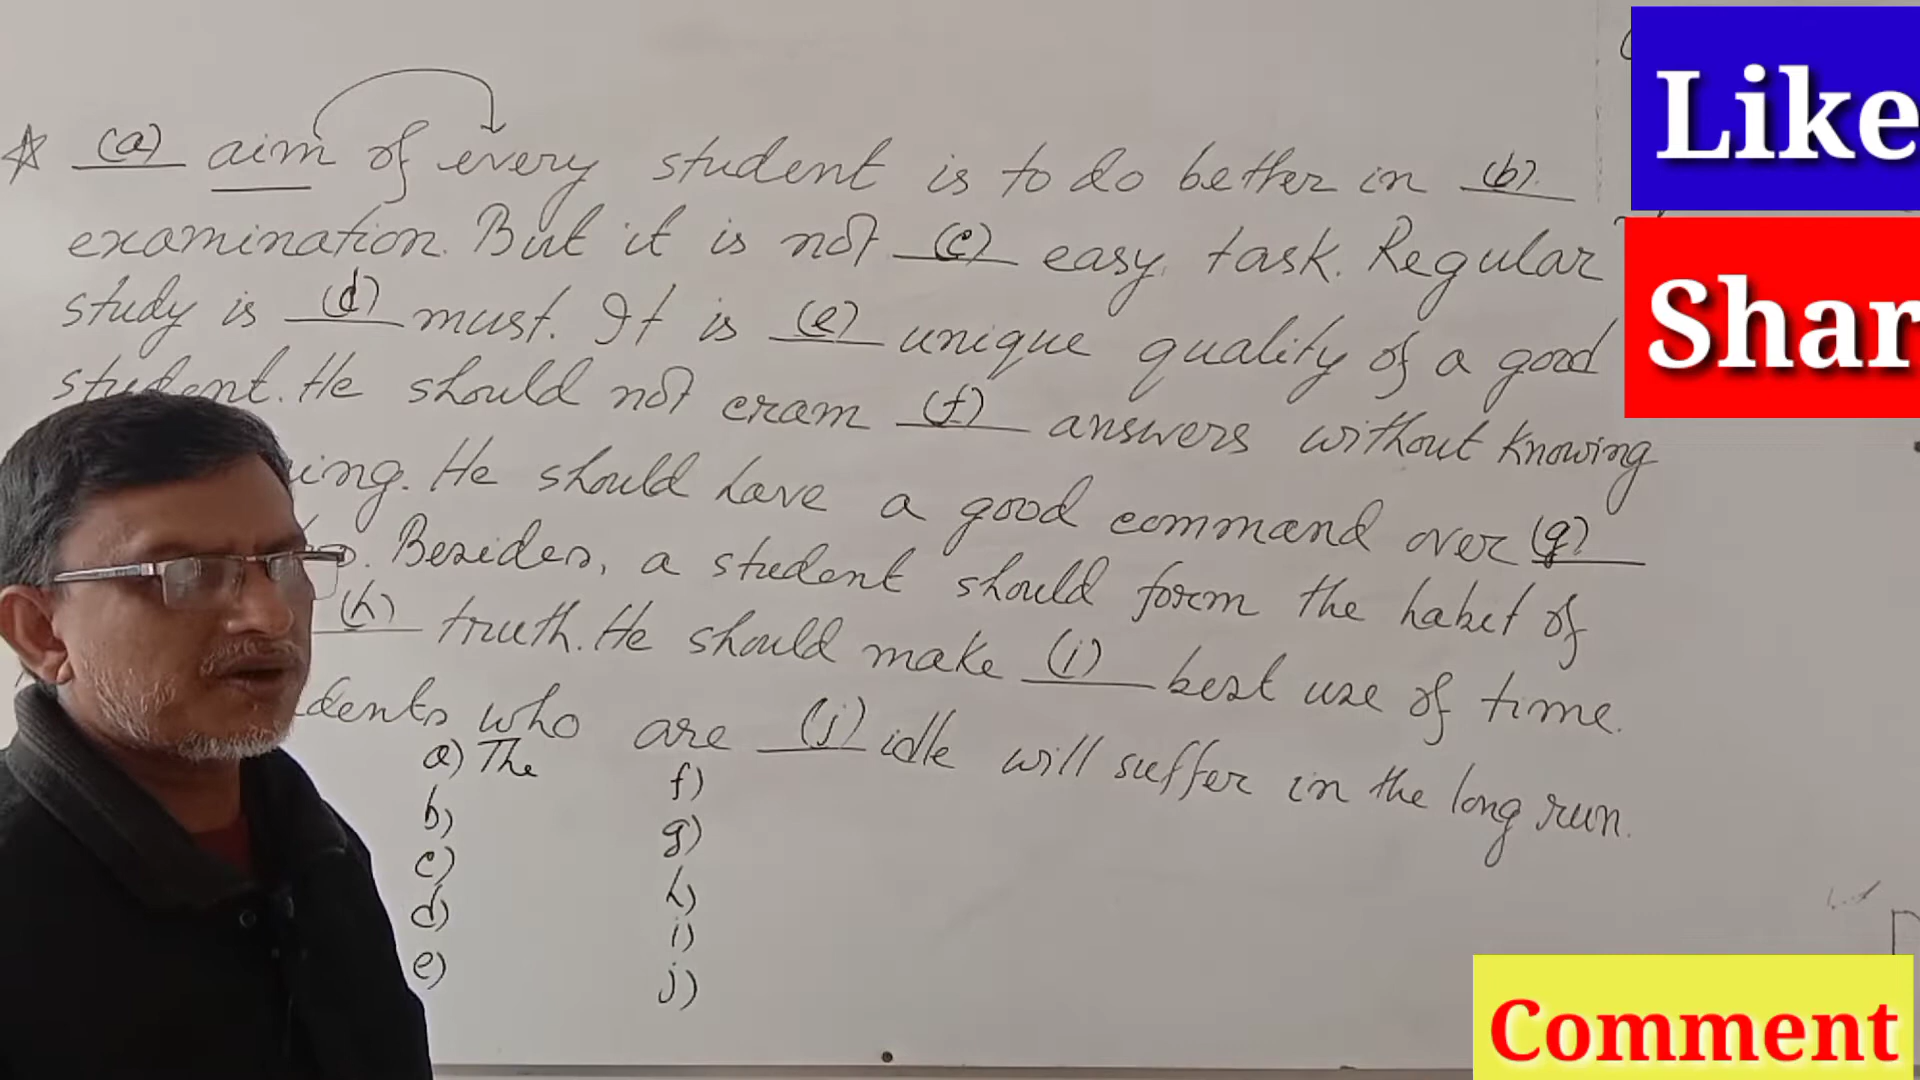 (a) aim of every student is to do better in (b)
examination. But it is not (c) easy task. Regular
study is (d) must. It is (e) unique quality of a good
student. He should not cram (f) answers without knowing
ing. He should have a good command over (g)
Besides, a student should form the habit of
(h) truth. He should make (i) best use of time.
dents who are (j) idle will suffer in the long run.
a) The
b)
c)
d)
e)
f)
g)
h)
i)
j)
Like
Shar
Comment